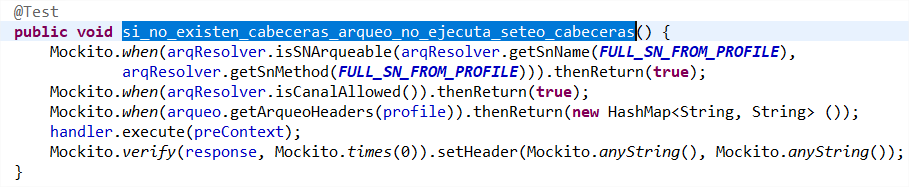 @Test
public void si_no_existen_cabeceras_arqueo_no_ejecuta_seteo_cabeceras() {
Mockito.when(arqResolver.isSNArqueable(arqResolver.getSnName(FULL_SN_FROM_PROFILE),
arqResolver.getSnMethod(FULL_SN_FROM_PROFILE))).thenReturn(true);
Mockito.when(arqResolver.isCanalAllowed()).thenReturn(true);
Mockito.when(arqueo.getArqueoHeaders(profile)).thenReturn(new HashMap<String, String> ());
handler.execute(preContext);
Mockito.verify(response, Mockito.times(0)).setHeader(Mockito.anyString(), Mockito.anyString());
}